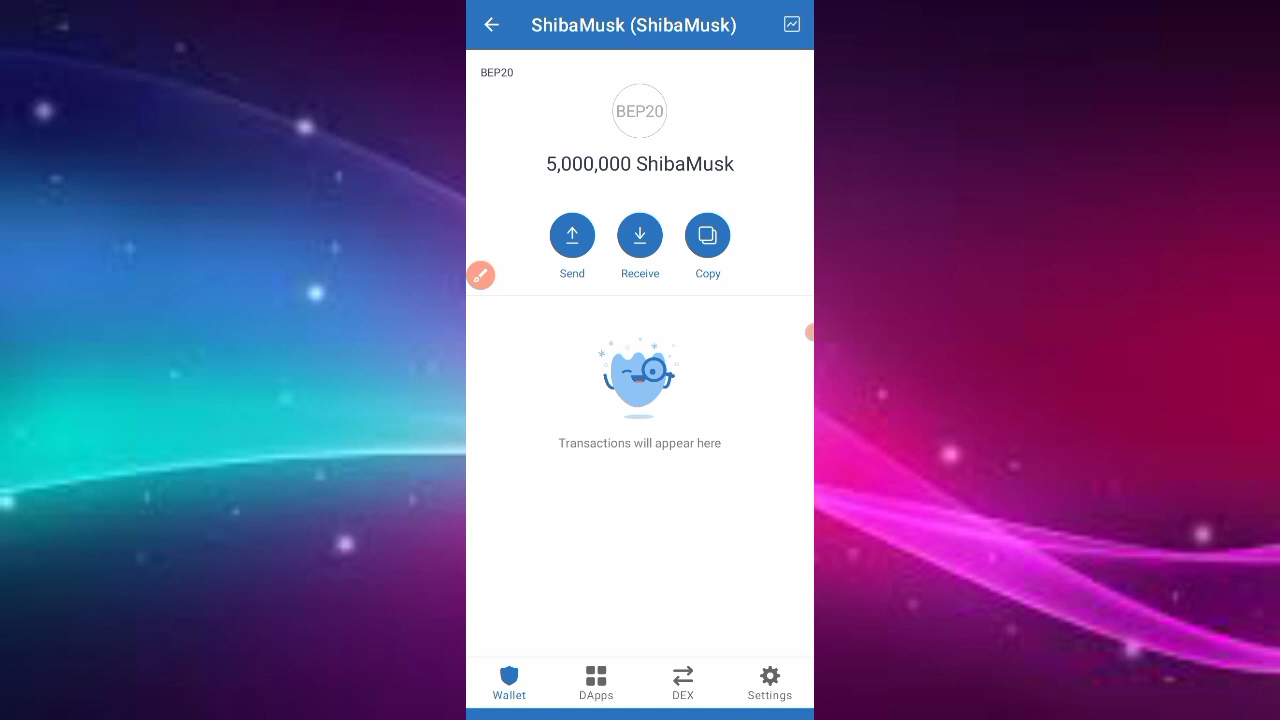 ShibaMusk (ShibaMusk)
BEP20
BEP20
5,000,000 ShibaMusk
Send Receive Copy
Transactions will appear here
Wallet DApps DEX Settings